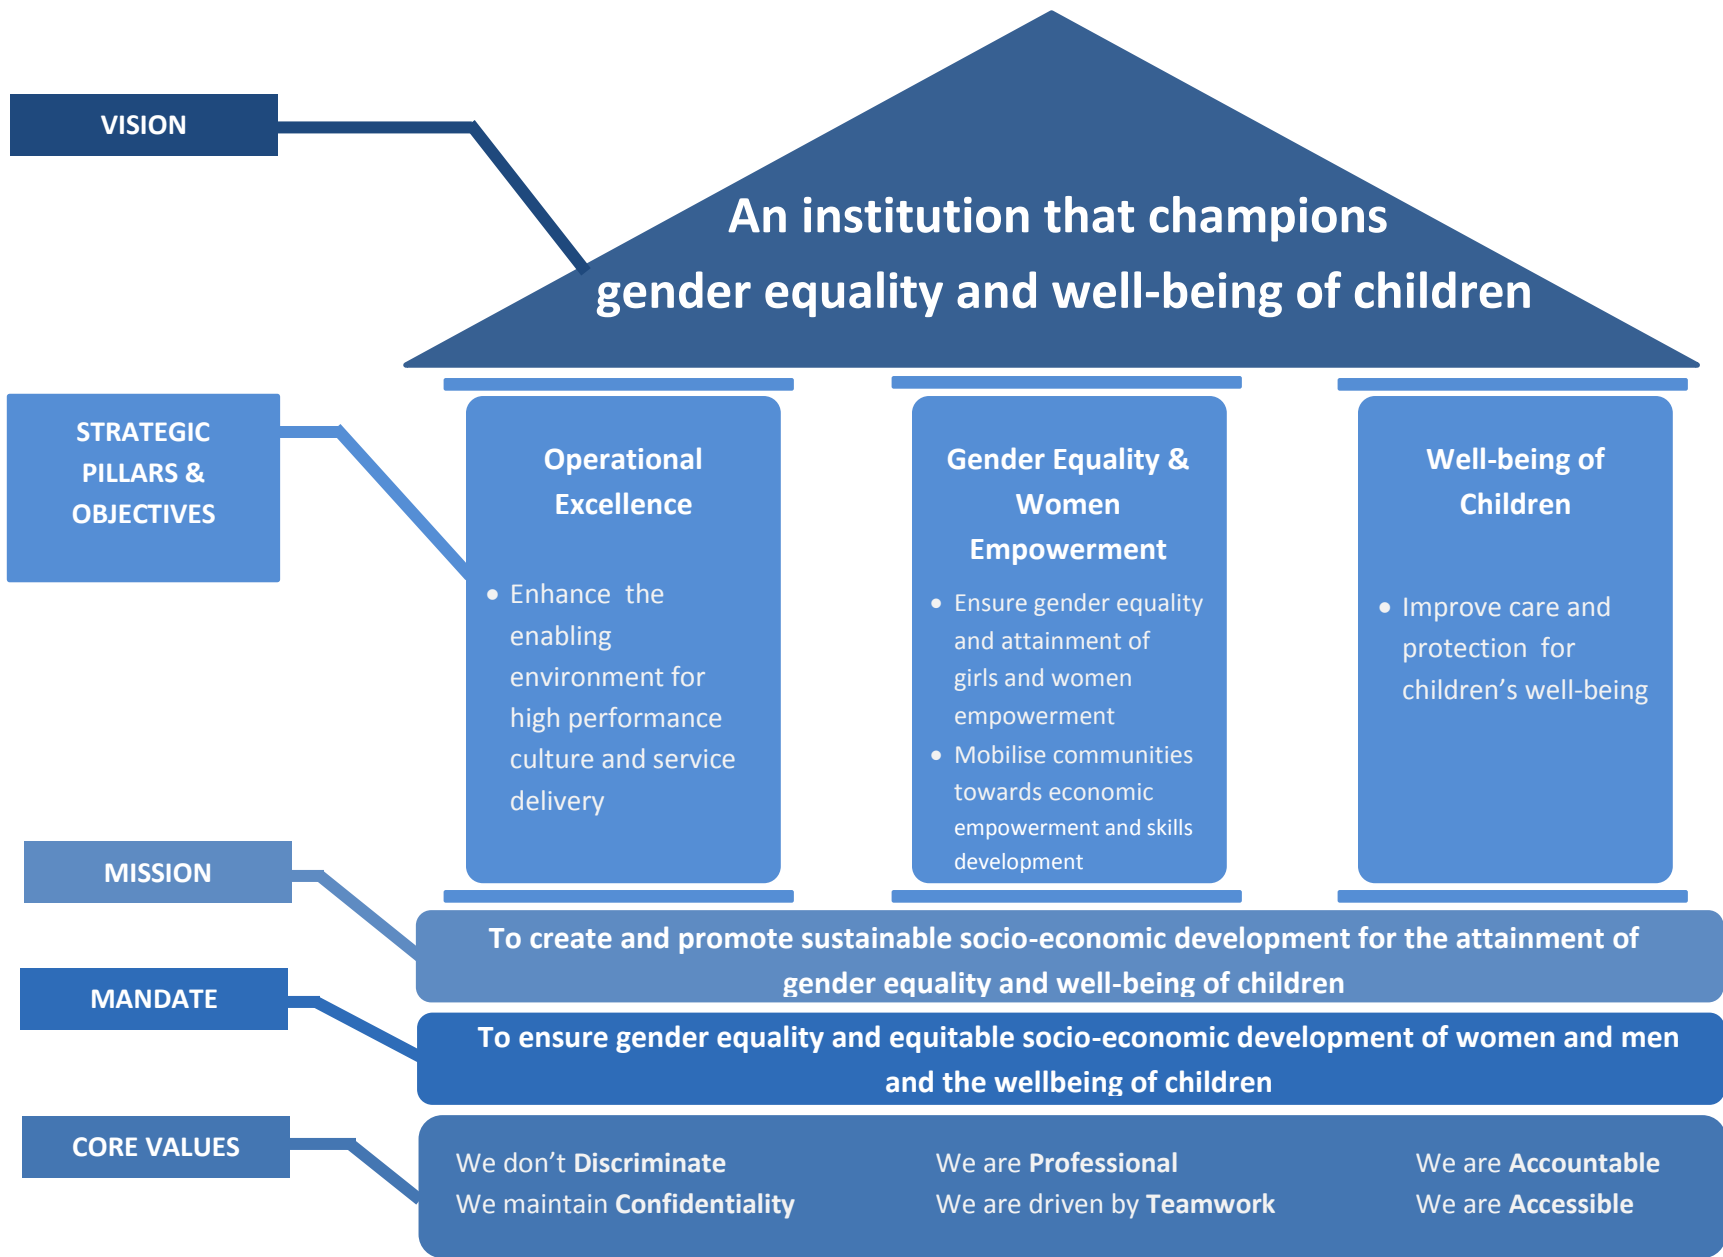 VISION
An institution that champions
gender equality and well-being of children
STRATEGIC
PILLARS &
OBJECTIVES
Operational
Excellence
• Enhance the
enabling
environment for
high performance
culture and service
delivery
Gender Equality &
Women
Empowerment
• Ensure gender equality
and attainment of
girls and women
empowerment
• Mobilise communities
towards economic
empowerment and skills
development
Well-being of
Children
• Improve care and
protection for
children’s well-being
MISSION
To create and promote sustainable socio-economic development for the attainment of
gender equality and well-being of children
MANDATE
To ensure gender equality and equitable socio-economic development of women and men
and the wellbeing of children
CORE VALUES
We don’t Discriminate
We maintain Confidentiality
We are Professional
We are driven by Teamwork
We are Accountable
We are Accessible